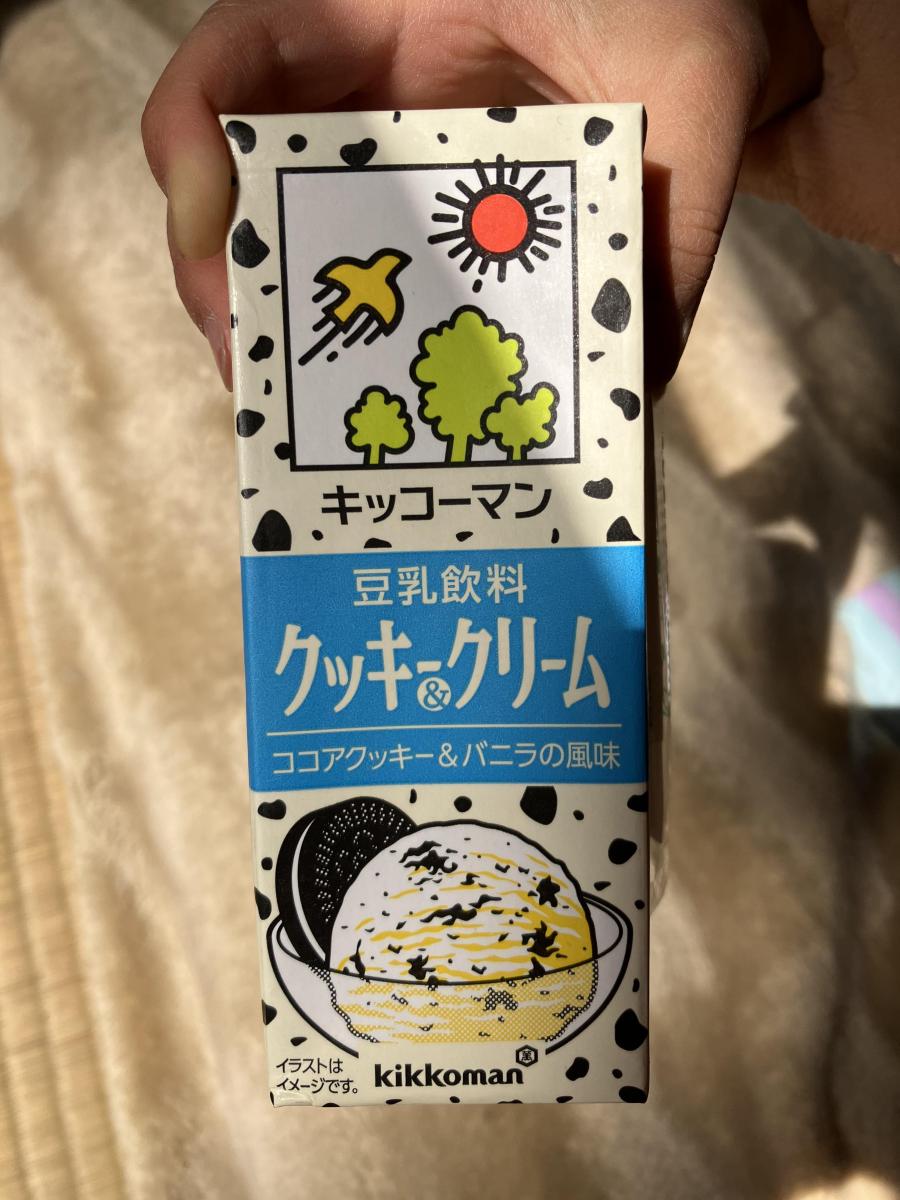 キッコーマン
豆乳飲料
クッキー&クリーム
ココアクッキー&バニラの風味
イラストは
イメージです。
kikkoman
萬